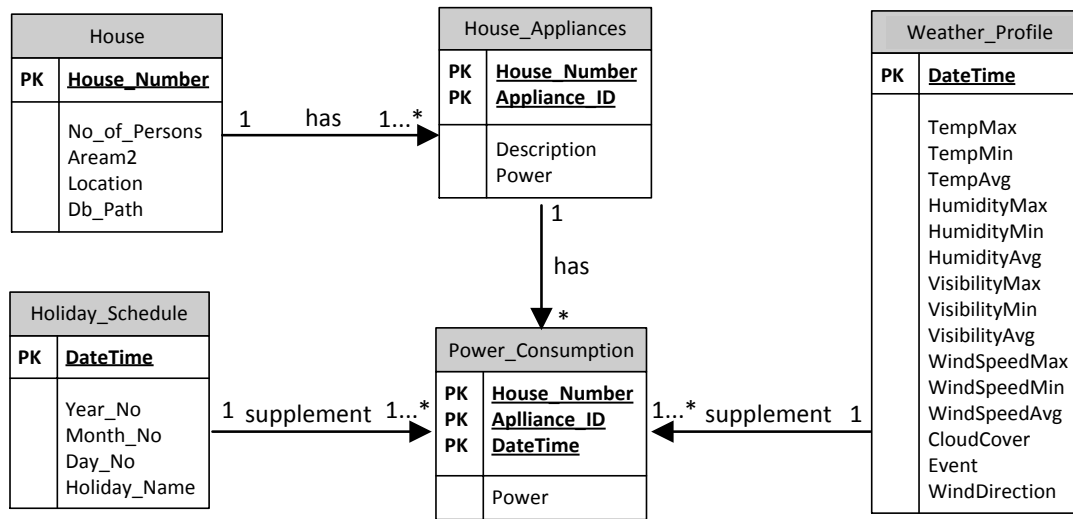 House
PK House_Number
No_of_Persons
Aream2
Location
Db_Path
1 has 1...*
House_Appliances
PK House_Number
PK Appliance_ID
Description
Power
1
has
*
Weather_Profile
PK DateTime
TempMax
TempMin
TempAvg
HumidityMax
HumidityMin
HumidityAvg
VisibilityMax
VisibilityMin
VisibilityAvg
WindSpeedMax
WindSpeedMin
WindSpeedAvg
CloudCover
Event
WindDirection
Holiday_Schedule
PK DateTime
Year_No
Month_No
Day_No
Holiday_Name
1 supplement 1...*
Power_Consumption
PK House_Number
PK Aplliance_ID
PK DateTime
Power
1...* supplement 1